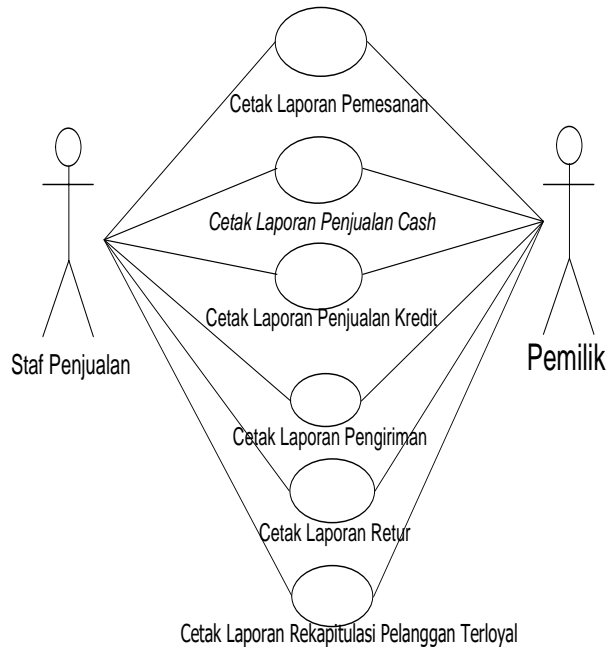 Cetak Laporan Pemesanan
Cetak Laporan Penjualan Cash
Cetak Laporan Penjualan Kredit
Staf Penjualan
Pemilik
Cetak Laporan Pengiriman
Cetak Laporan Retur
Cetak Laporan Rekapitulasi Pelanggan Terloyal